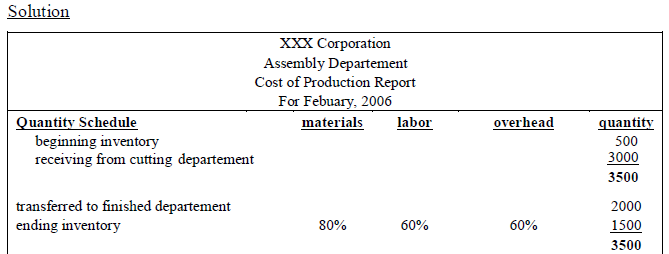 Solution
XXX Corporation
Assembly Departement
Cost of Production Report
For Febuary, 2006
Quantity Schedule materials labor overhead quantity
beginning inventory 500
receiving from cutting departement 3000
3500
transferred to finished departement 2000
ending inventory 80% 60% 60% 1500
3500